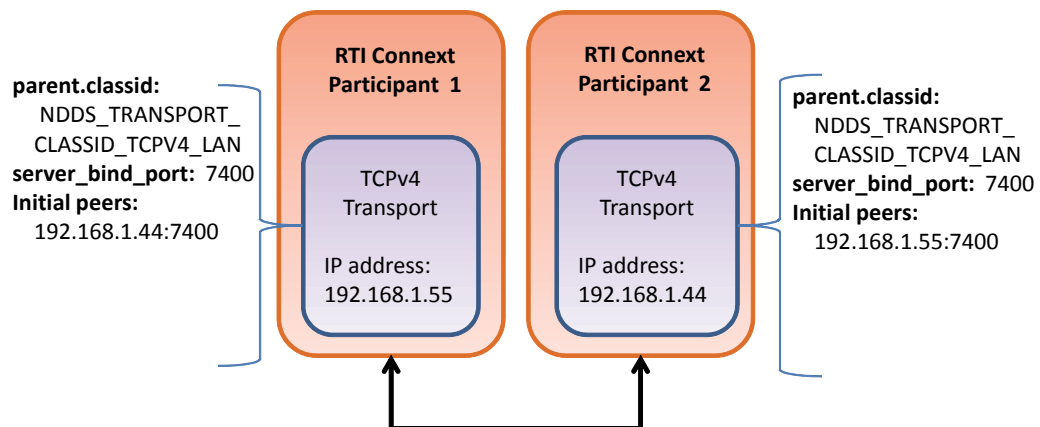 parent.classid:
NDDS_TRANSPORT_
CLASSID_TCPV4_LAN
server_bind_port: 7400
Initial peers:
192.168.1.44:7400
RTI Connext
Participant 1
TCPv4
Transport
IP address:
192.168.1.55
RTI Connext
Participant 2
TCPv4
Transport
IP address:
192.168.1.44
parent.classid:
NDDS_TRANSPORT_
CLASSID_TCPV4_LAN
server_bind_port: 7400
Initial peers:
192.168.1.55:7400